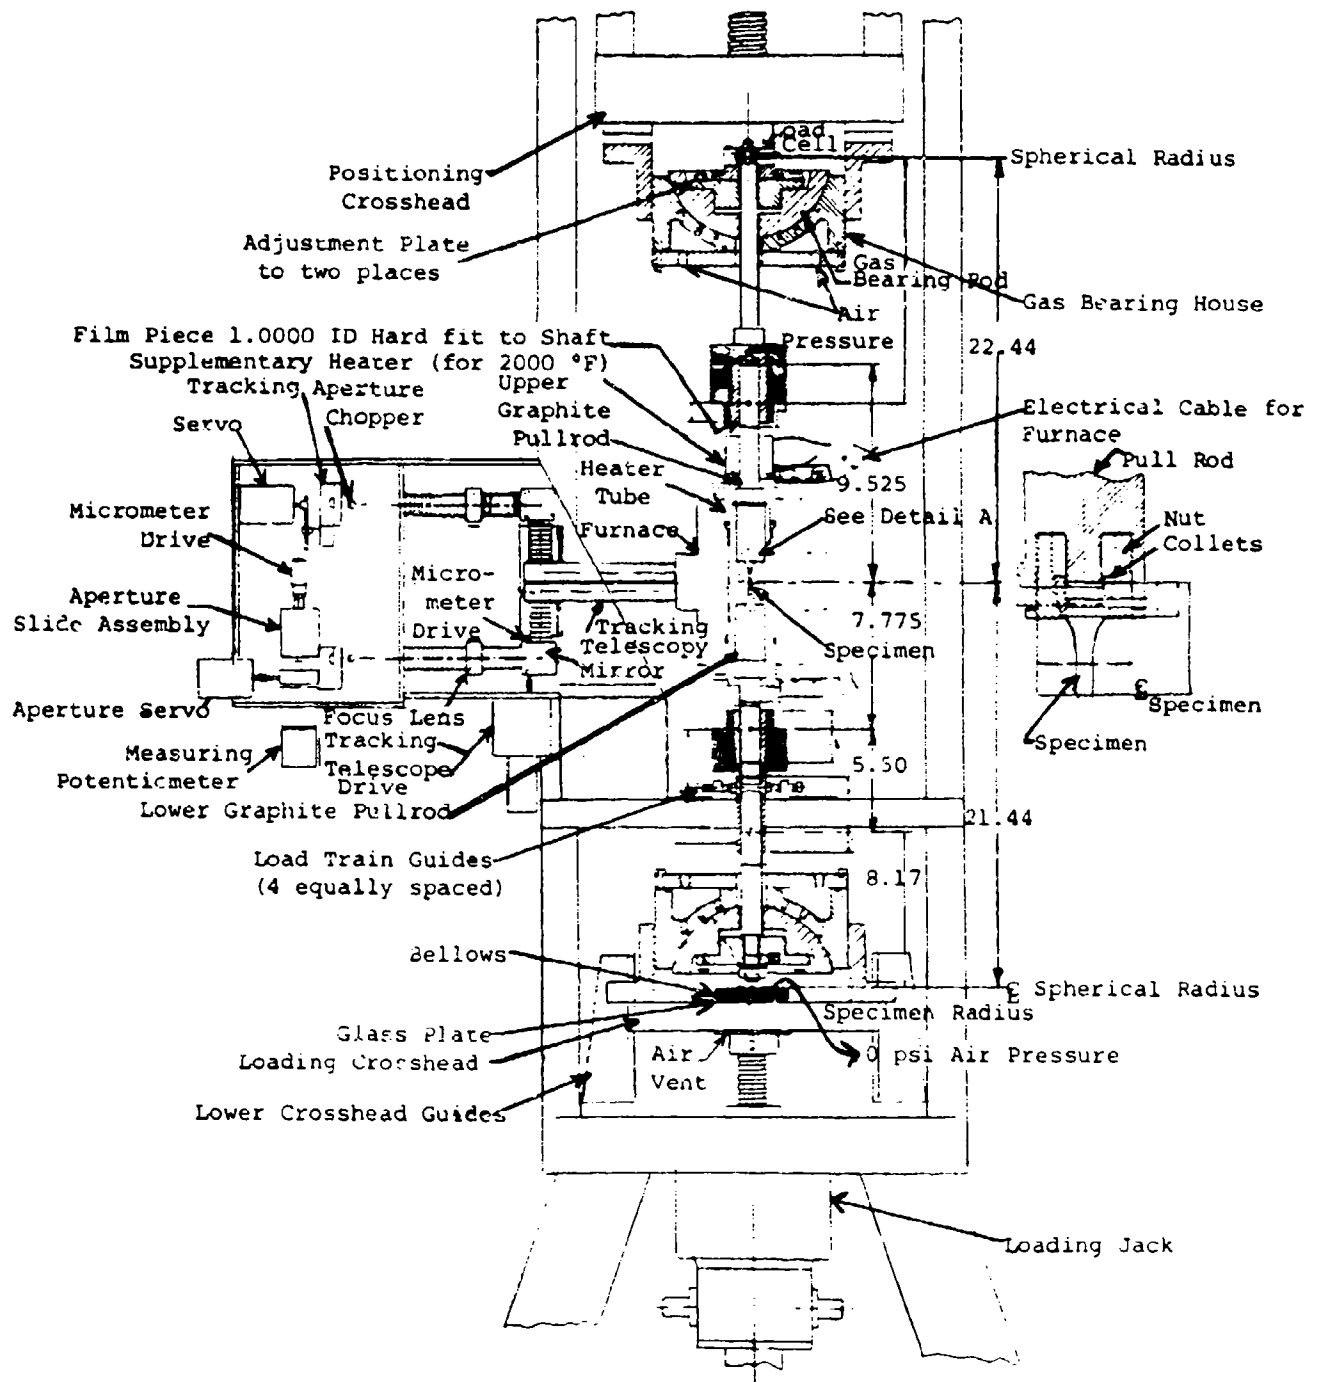 Load
Cell
Spherical Radius
Positioning
Crosshead
Adjustment Plate
to two places
Gas
Bearing Rod
Gas Bearing House
Air
Pressure
Film Piece 1.0000 ID Hard fit to Shaft
22.44
Supplementary Heater (for 2000 °F)
Tracking Aperture
Chopper
Servo
Upper
Graphite
Pullrod
Electrical Cable for
Furnace
Pull Rod
Heater
Tube
9.525
Micrometer
Drive
Furnace
See Detail A
Nut
Collets
Micro-
meter
Drive
Aperture
Slide Assembly
7.775
Tracking
Telescopy
Mirror
Specimen
Aperture Servo
Focus Lens
℄
Specimen
Specimen
Measuring
Potenticmeter
Tracking
Telescope
Drive
5.50
Lower Graphite Pullrod
21.44
Load Train Guides
(4 equally spaced)
8.17
Bellows
℄ Spherical Radius
Specimen Radius
Glass Plate
Loading Crosshead
Air
Vent
0 psi Air Pressure
Lower Crosshead Guides
Loading Jack